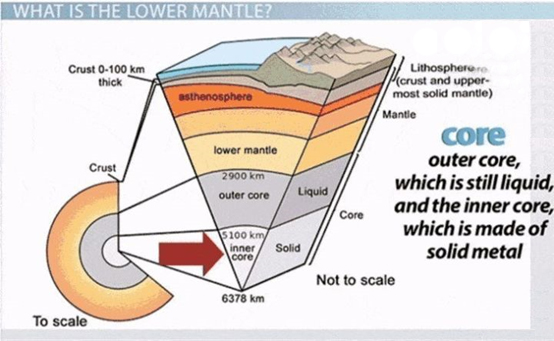 WHAT IS THE LOWER MANTLE?
Crust 0-100 km
thick
asthenosphere
Lithosphere
(crust and upper-
most solid mantle)
Mantle
lower mantle
2900 km
outer core
Liquid
Core
5100 km
inner
core
Solid
Not to scale
6378 km
Crust
To scale
core
outer core,
which is still liquid,
and the inner core,
which is made of
solid metal